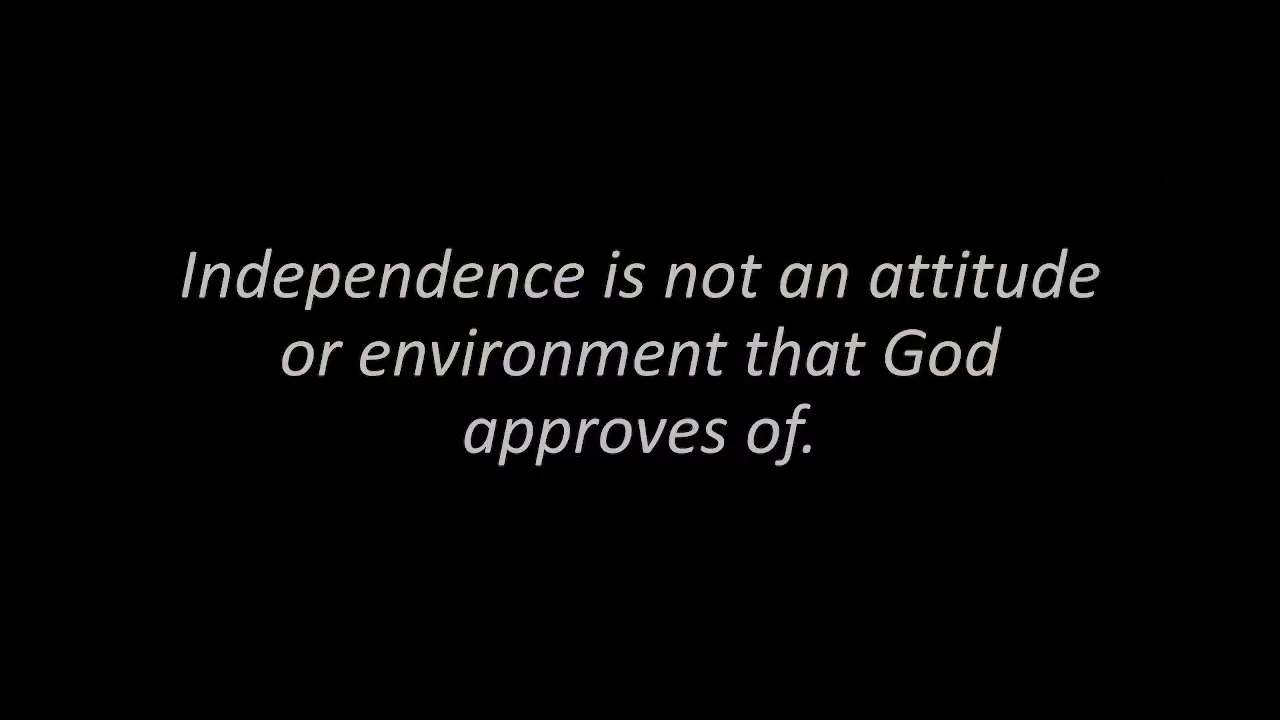 Independence is not an attitude
or environment that God
approves of.